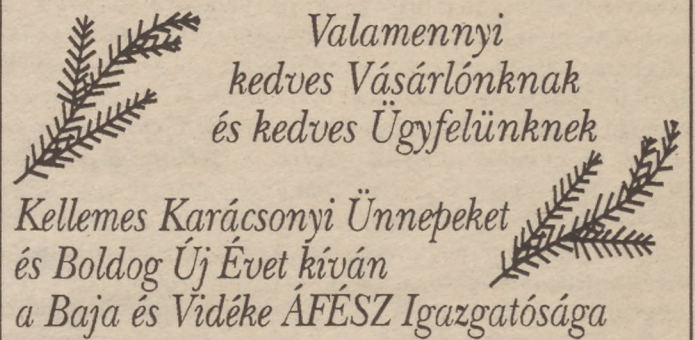 Valamennyi
kedves Vásárlónknak
és kedves Ügyfelünknek
Kellemes Karácsonyi Ünnepeket
és Boldog Új Évet kíván
a Baja és Vidéke ÁFÉSZ Igazgatósága